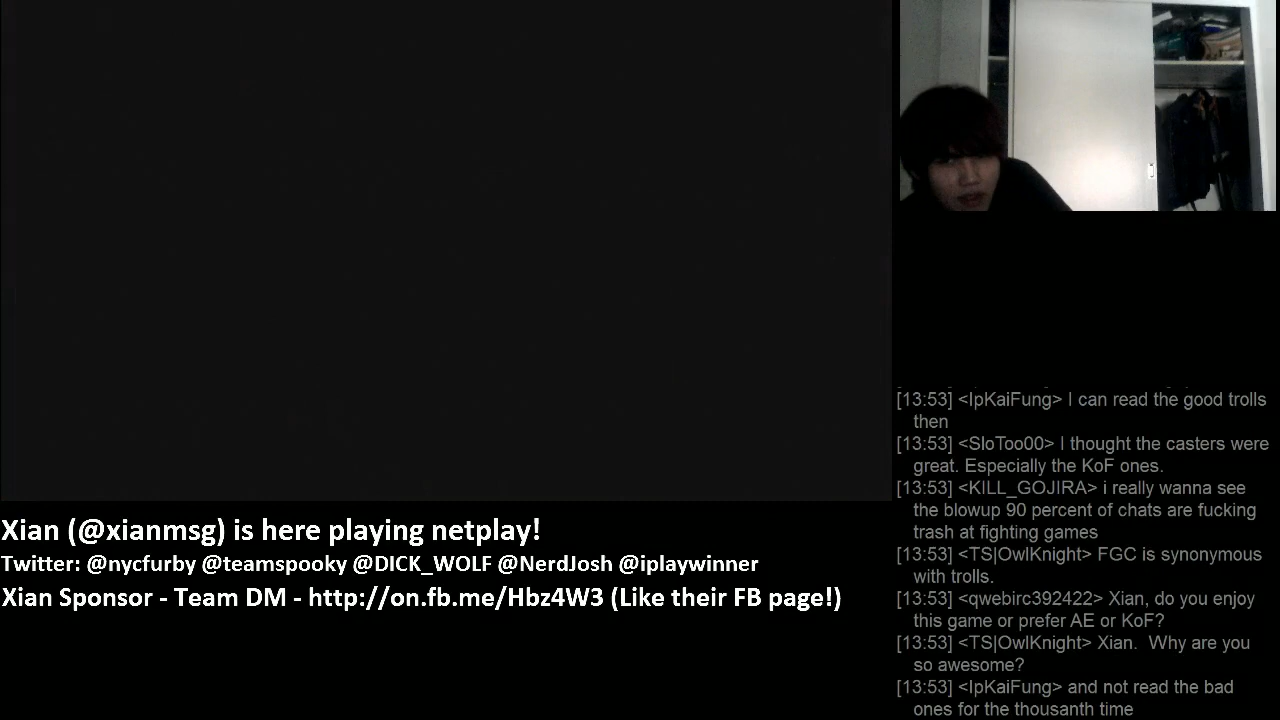 Xian (@xianmsg) is here playing netplay!
Twitter: @nycfurby @teamspooky @DICK_WOLF @NerdJosh @iplaywinner
Xian Sponsor - Team DM - http://on.fb.me/Hbz4W3 (Like their FB page!)
[13:53] <IpKaiFung> I can read the good trolls
then
[13:53] <SloToo00> I thought the casters were
great. Especially the KoF ones.
[13:53] <KILL_GOJIRA> i really wanna see
the blowup 90 percent of chats are fucking
trash at fighting games
[13:53] <TS|OwlKnight> FGC is synonymous
with trolls.
[13:53] <qwebirc392422> Xian, do you enjoy
this game or prefer AE or KoF?
[13:53] <TS|OwlKnight> Xian.  Why are you
so awesome?
[13:53] <IpKaiFung> and not read the bad
ones for the thousanth time